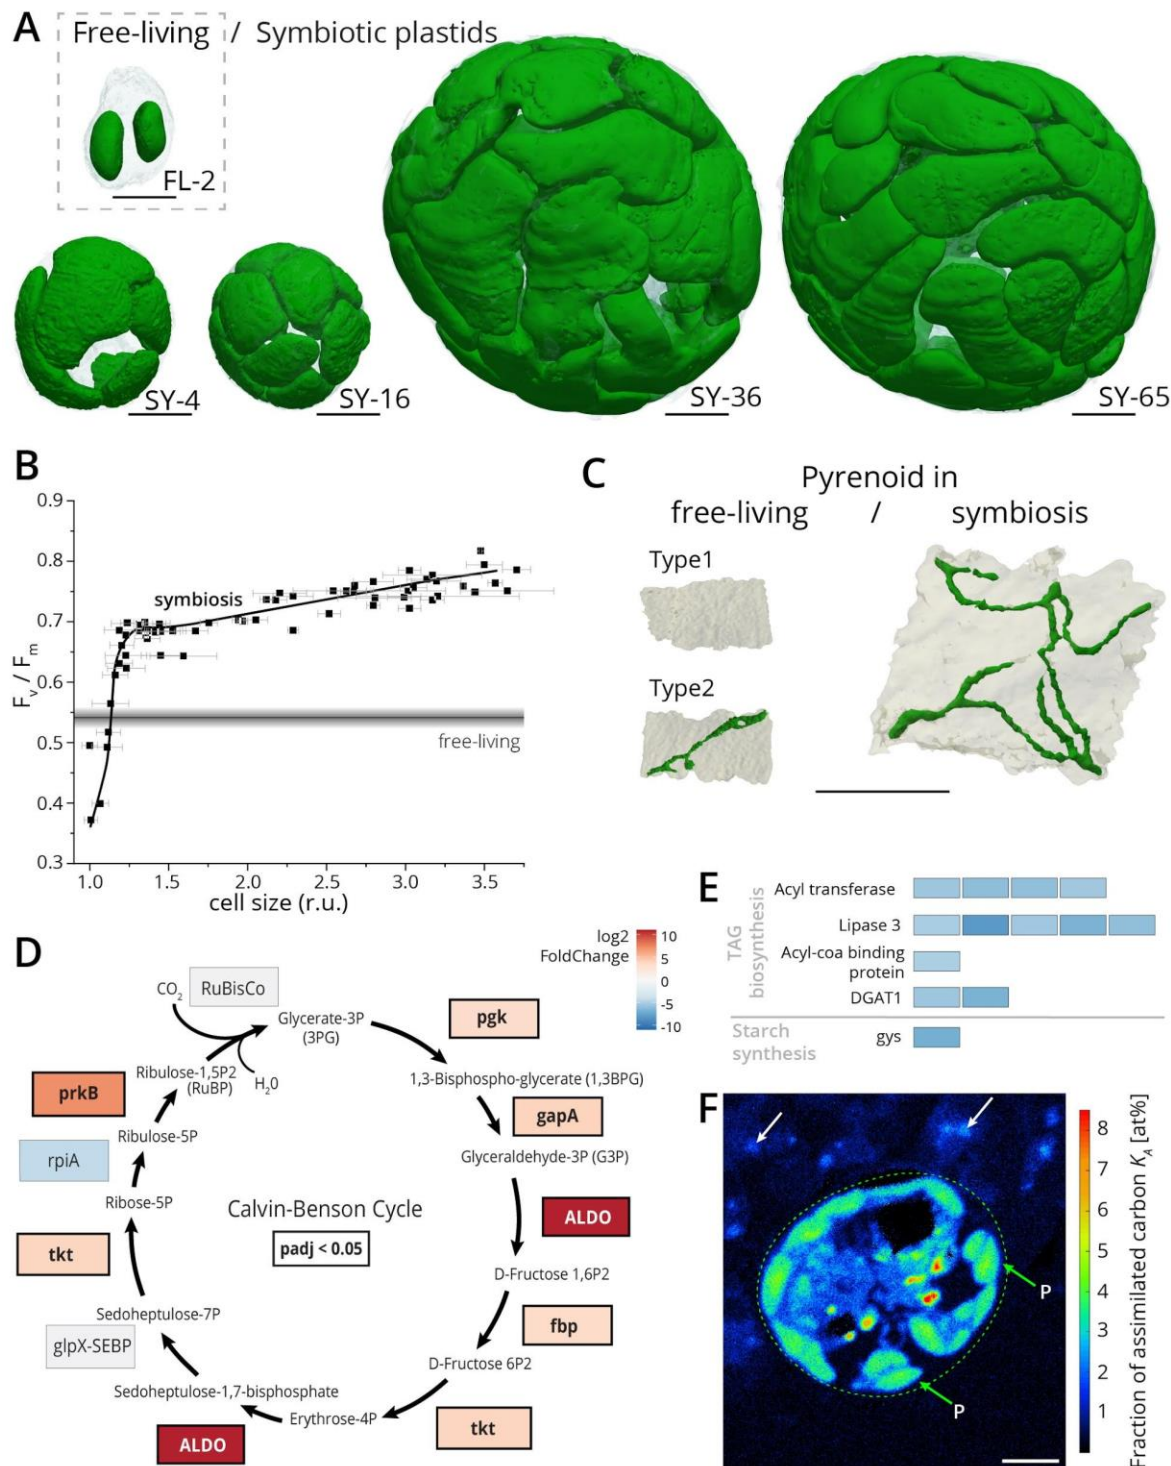 A
Free-living / Symbiotic plastids
FL-2
SY-4
SY-16
SY-36
SY-65
B
0.9
0.8
0.7
0.6
0.5
0.4
0.3
Fv / Fm
symbiosis
free-living
1.0 1.5 2.0 2.5 3.0 3.5
cell size (r.u.)
C
Pyrenoid in
free-living / symbiosis
Type1
Type2
D
log2
FoldChange
10
5
0
-5
-10
CO2
RuBisCo
Glycerate-3P
(3PG)
pgk
1,3-Bisphospho-glycerate (1,3BPG)
gapA
Glyceraldehyde-3P (G3P)
ALDO
D-Fructose 1,6P2
fbp
D-Fructose 6P2
tkt
Erythrose-4P
ALDO
Sedoheptulose-1,7-bisphosphate
glpX-SEBP
Sedoheptulose-7P
tkt
Ribose-5P
rpiA
Ribulose-5P
prkB
Ribulose-1,5P2
(RuBP)
H20
Calvin-Benson Cycle
padj < 0.05
E
TAG
biosynthesis
Acyl transferase
Lipase 3
Acyl-coa binding
protein
DGAT1
Starch
synthesis
gys
F
P
P
8
7
6
5
4
3
2
1
Fraction of assimilated carbon KA [at%]